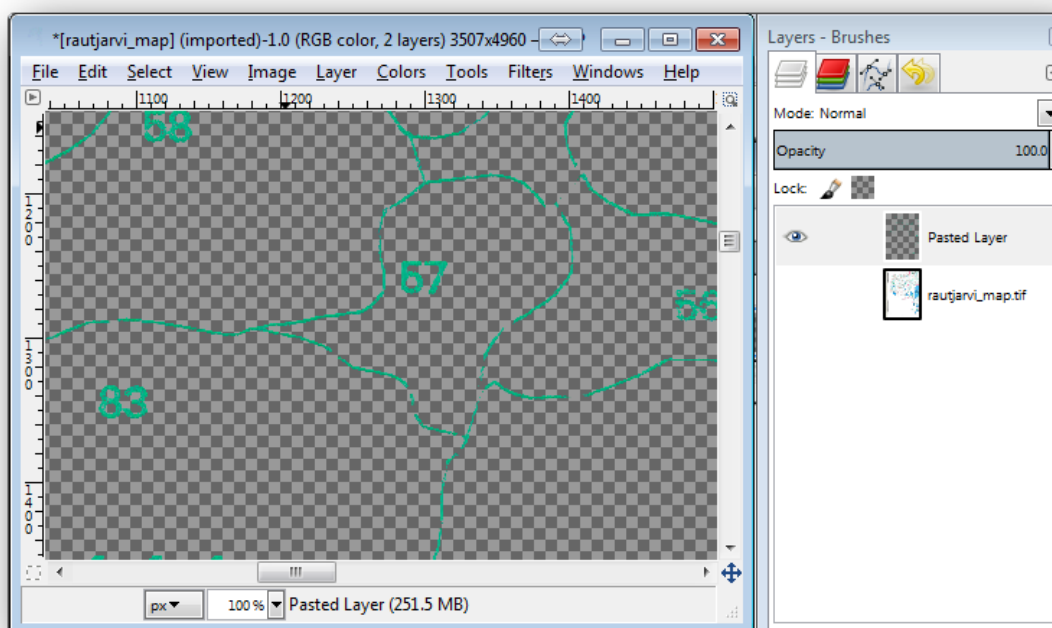 *[rautjarvi_map] (imported)-1.0 (RGB color, 2 layers) 3507x4960 –
File Edit Select View Image Layer Colors Tools Filters Windows Help
1100 1200 1300 1400
58
1200
57
56
1300
83
1400
px 100 % Pasted Layer (251.5 MB)
Layers - Brushes
Mode: Normal
Opacity 100.0
Lock:
Pasted Layer
rautjarvi_map.tif